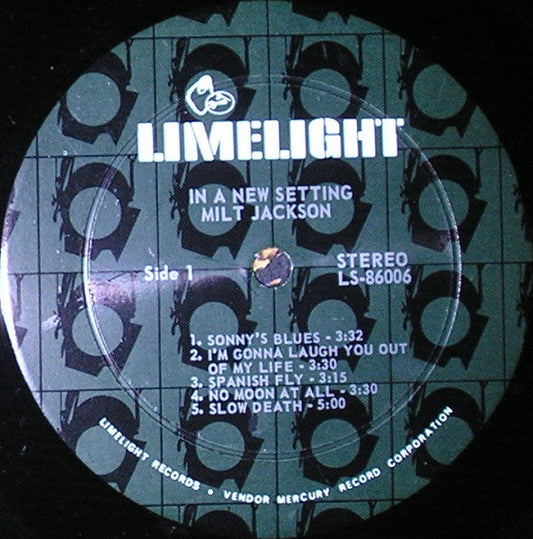 LIMELIGHT
IN A NEW SETTING
MILT JACKSON
Side 1
STEREO
LS-86006
1. SONNY'S BLUES - 3:32
2. I'M GONNA LAUGH YOU OUT
OF MY LIFE - 3:30
3. SPANISH FLY - 3:15
4. NO MOON AT ALL - 3:30
5. SLOW DEATH - 5:00
LIMELIGHT RECORDS • VENDOR MERCURY RECORD CORPORATION